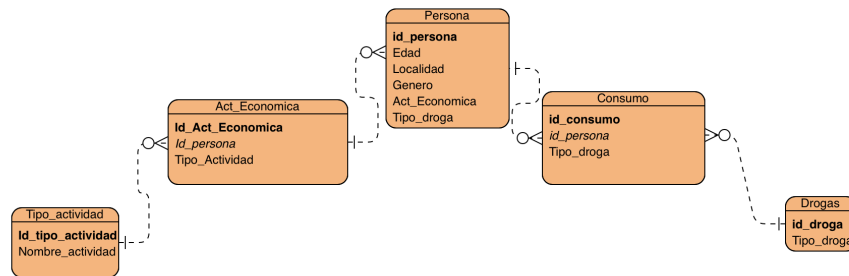 Persona
id_persona
Edad
Localidad
Genero
Act_Economica
Tipo_droga
Act_Economica
Id_Act_Economica
Id_persona
Tipo_Actividad
Consumo
id_consumo
id_persona
Tipo_droga
Tipo_actividad
Id_tipo_actividad
Nombre_actividad
Drogas
id_droga
Tipo_droga